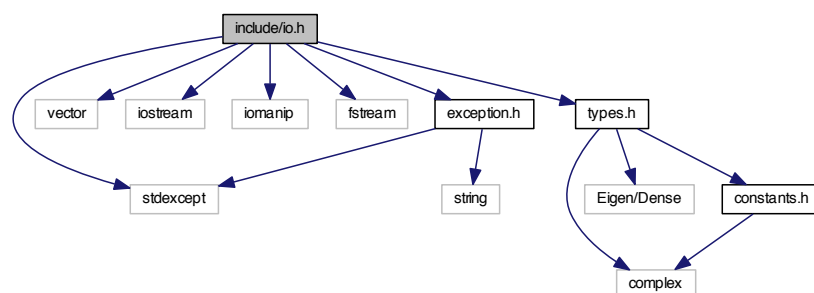 include/io.h
vector
iostream
iomanip
fstream
exception.h
types.h
stdexcept
string
Eigen/Dense
constants.h
complex